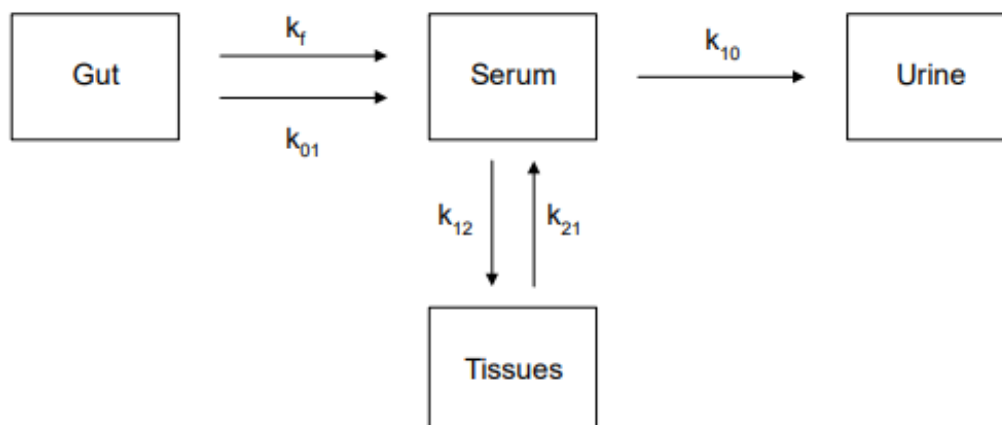 k_f
Gut
Serum
k_10
Urine
k_01
k_12
k_21
Tissues